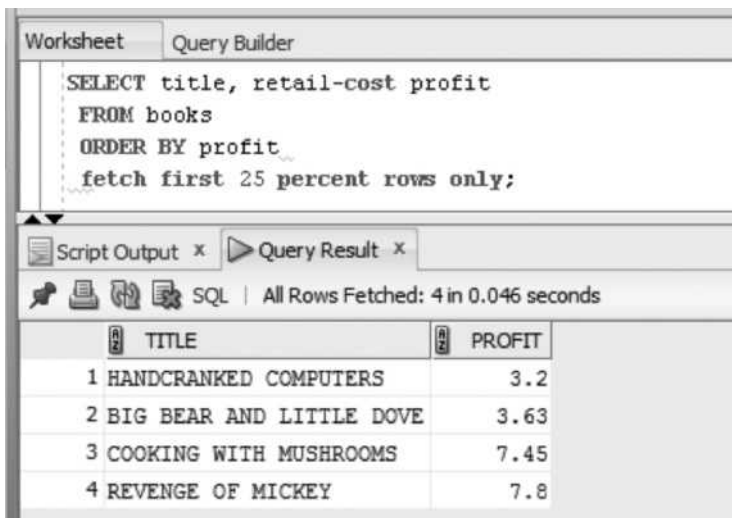 Worksheet Query Builder
SELECT title, retail-cost profit
FROM books
ORDER BY profit
fetch first 25 percent rows only;
Script Output x Query Result x
SQL | All Rows Fetched: 4 in 0.046 seconds
TITLE PROFIT
1 HANDCRANKED COMPUTERS 3.2
2 BIG BEAR AND LITTLE DOVE 3.63
3 COOKING WITH MUSHROOMS 7.45
4 REVENGE OF MICKEY 7.8